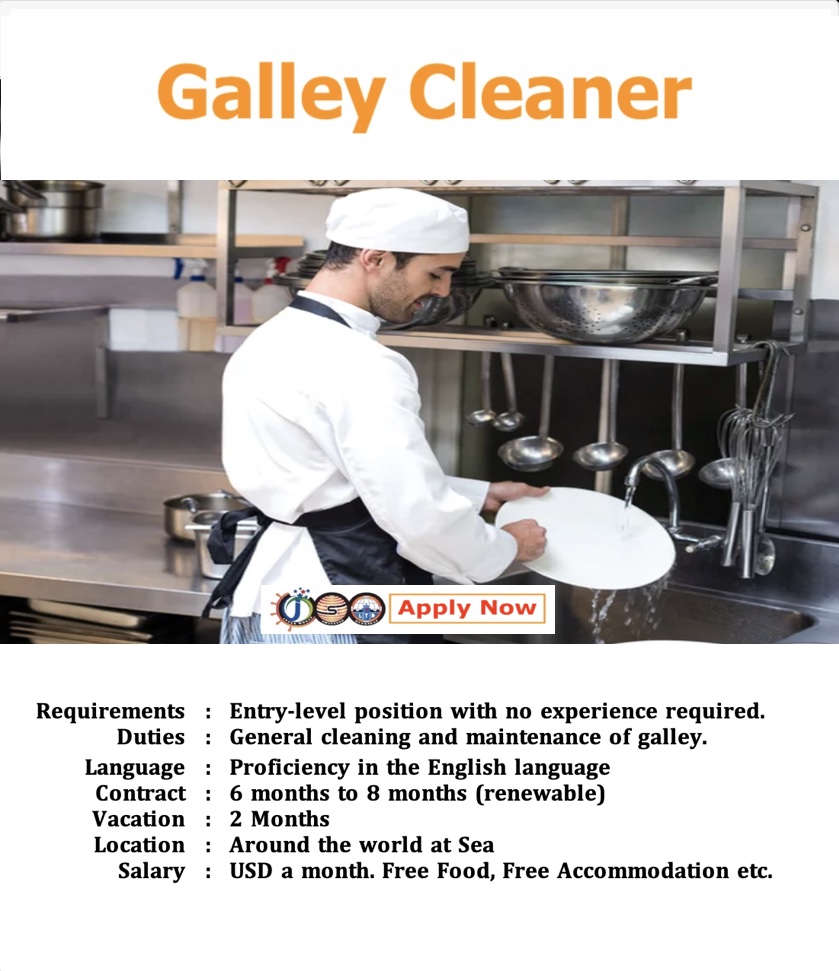 Galley Cleaner
Apply Now
Requirements : Entry-level position with no experience required.
Duties : General cleaning and maintenance of galley.
Language : Proficiency in the English language
Contract : 6 months to 8 months (renewable)
Vacation : 2 Months
Location : Around the world at Sea
Salary : USD a month. Free Food, Free Accommodation etc.